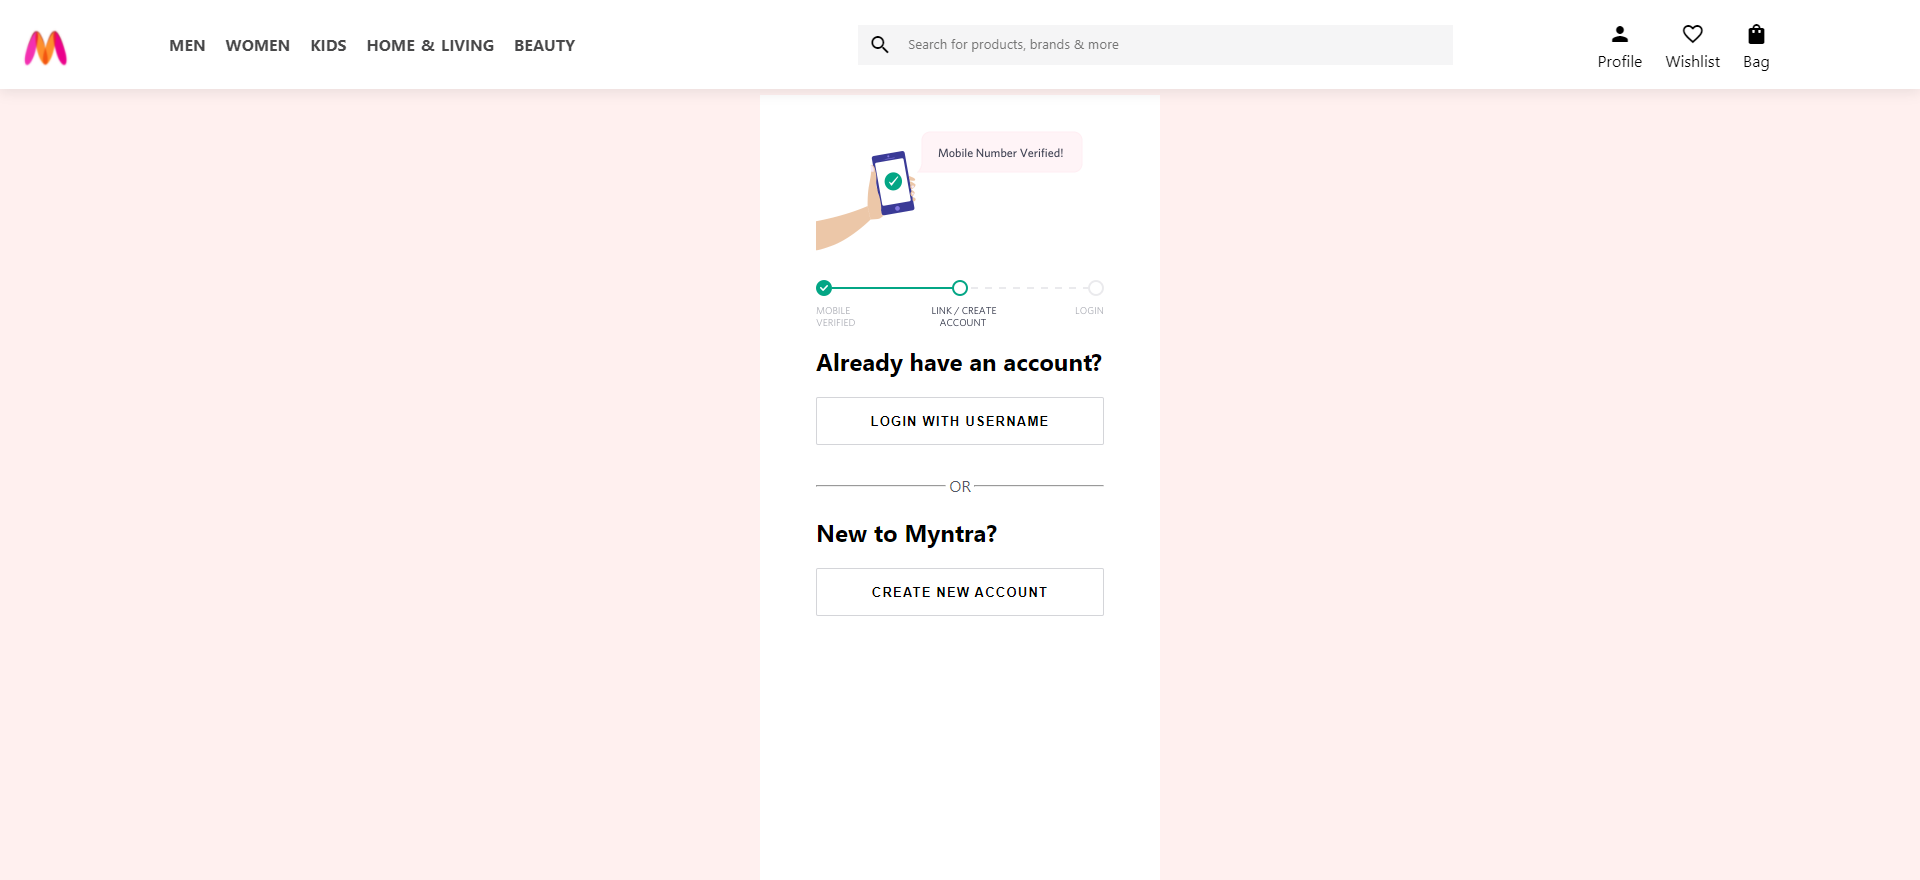 MEN WOMEN KIDS HOME & LIVING BEAUTY
Search for products, brands & more
Profile Wishlist Bag
Mobile Number Verified!
MOBILE VERIFIED
LINK / CREATE ACCOUNT
LOGIN
Already have an account?
LOGIN WITH USERNAME
OR
New to Myntra?
CREATE NEW ACCOUNT